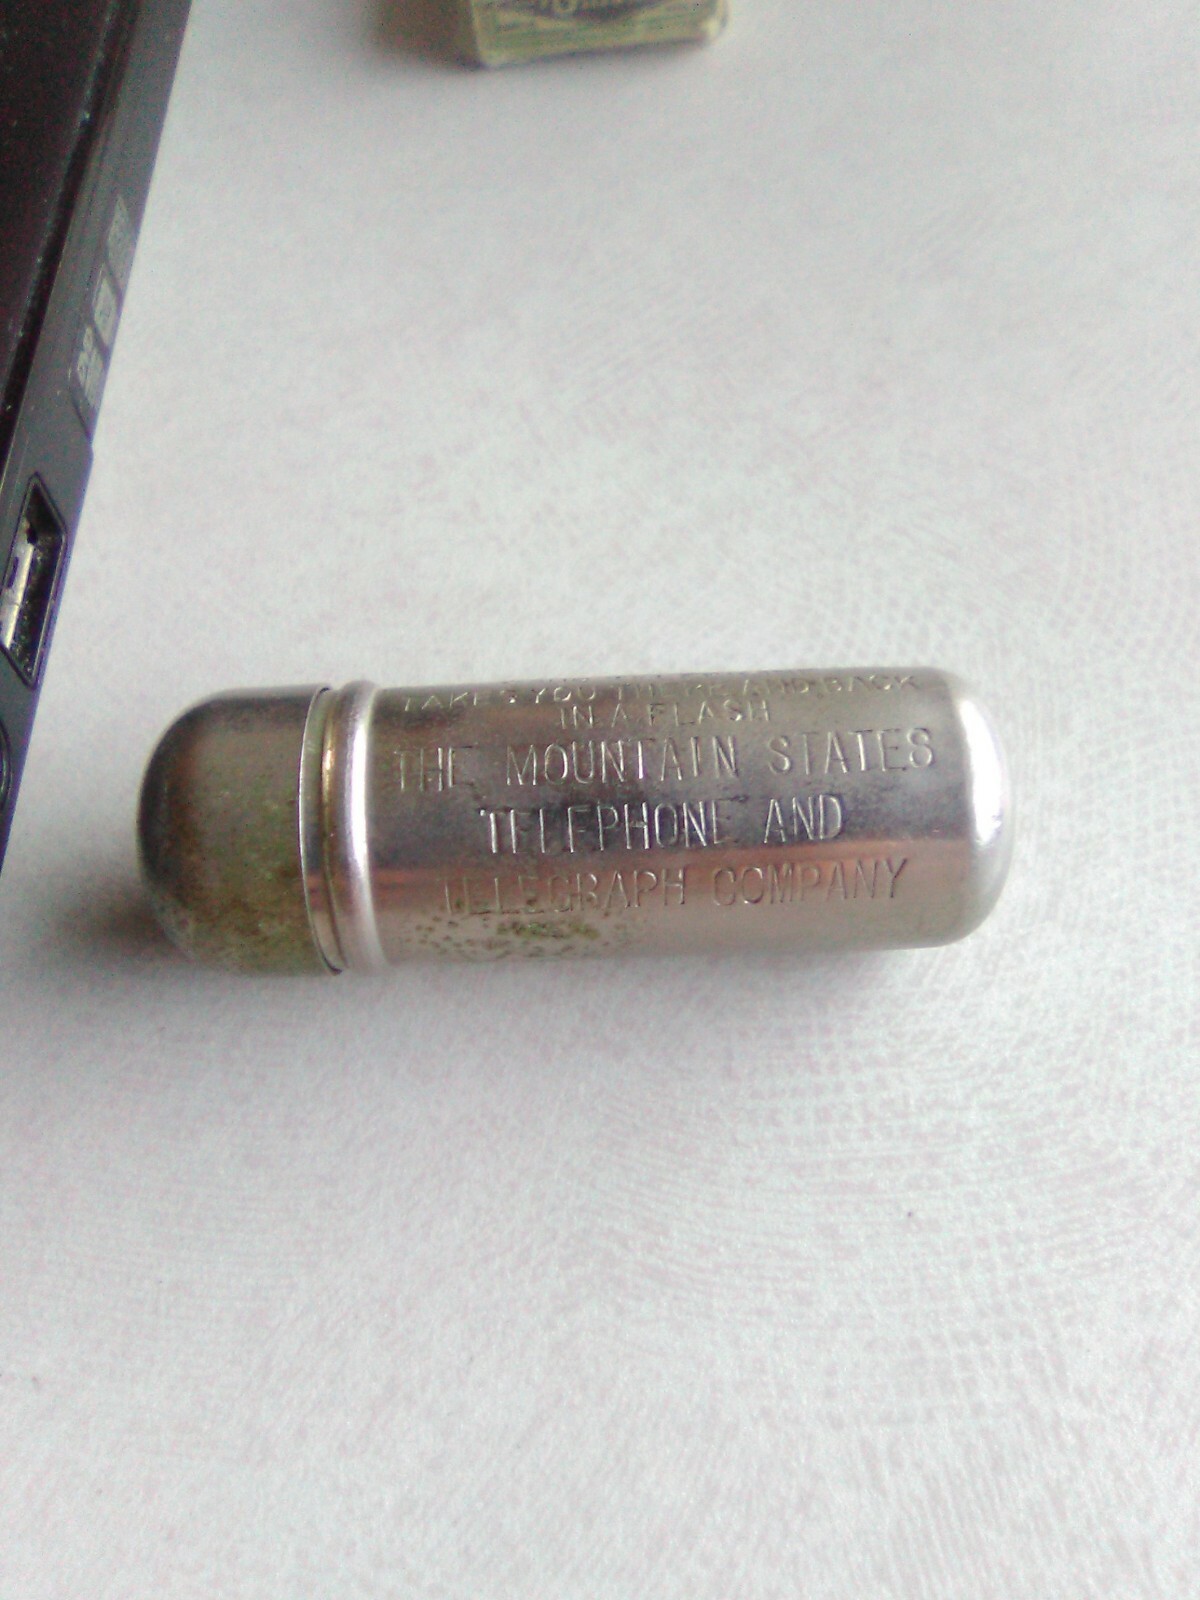 TAKES YOU THERE AND BACK
IN A FLASH
THE MOUNTAIN STATES
TELEPHONE AND
TELEGRAPH COMPANY